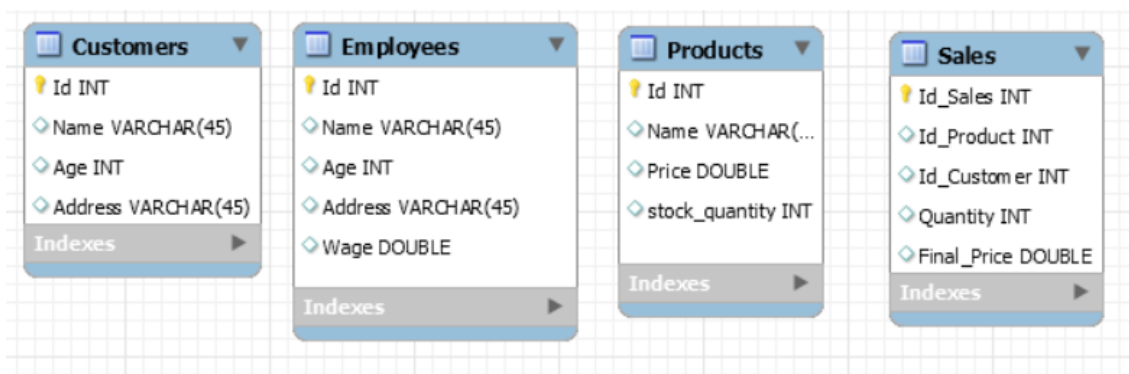 Customers
Id INT
Name VARCHAR(45)
Age INT
Address VARCHAR(45)
Indexes
Employees
Id INT
Name VARCHAR(45)
Age INT
Address VARCHAR(45)
Wage DOUBLE
Indexes
Products
Id INT
Name VARCHAR(...
Price DOUBLE
stock_quantity INT
Indexes
Sales
Id_Sales INT
Id_Product INT
Id_Customer INT
Quantity INT
Final_Price DOUBLE
Indexes